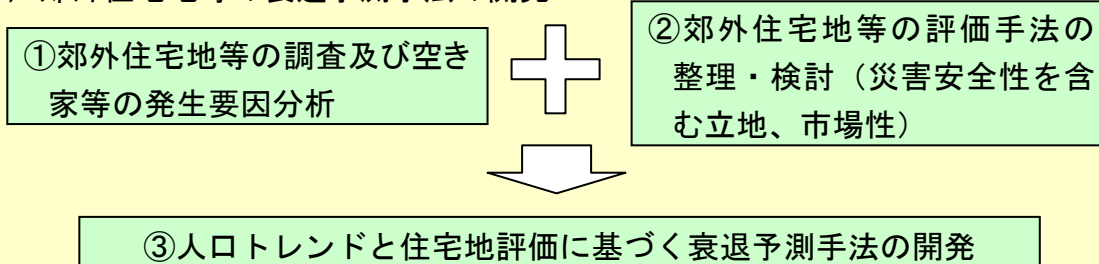 ①郊外住宅地等の調査及び空き
家等の発生要因分析
②郊外住宅地等の評価手法の
整理・検討（災害安全性を含
む立地、市場性）
③人口トレンドと住宅地評価に基づく衰退予測手法の開発